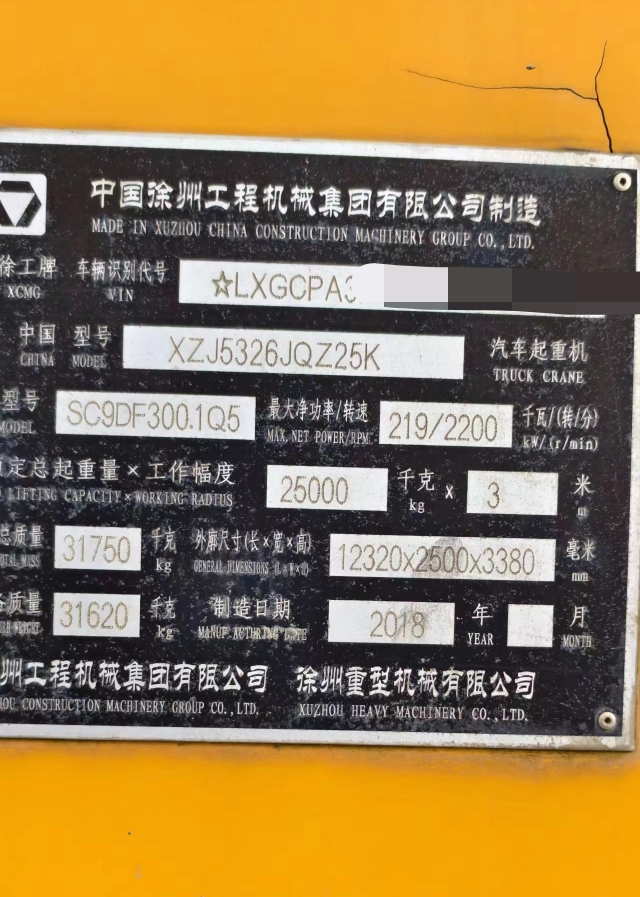 中国徐州工程机械集团有限公司制造
MADE IN XUZHOU CHINA CONSTRUCTION MACHINERY GROUP CO.,LTD.
徐工牌 车辆识别代号 ☆LXGCPA3
XCMG VIN
中国 型号 XZJ5326JQZ25K 汽车起重机
CHINA MODEL TRUCK CRANE
型号 SC9DF300.1Q5 最大净功率/转速 219/2200 千瓦/(转/分)
MODEL MAX.NET POWER/RPM kW/(r/min)
定总起重量×工作幅度 25000 千克 x 3 米
LIFTING CAPACITY×WORKING RADIUS kg m
总质量 31750 千克 外廓尺寸(长×宽×高) 12320x2500x3380 毫米
MASS kg GENERAL DIMENSIONS (L×W×H) mm
质量 31620 千克 制造日期 2018 年 月
WEIGHT kg MANUFACTURING DATE YEAR MONTH
州工程机械集团有限公司 徐州重型机械有限公司
HOU CONSTRUCTION MACHINERY GROUP CO.,LTD. XUZHOU HEAVY MACHINERY CO.,LTD.